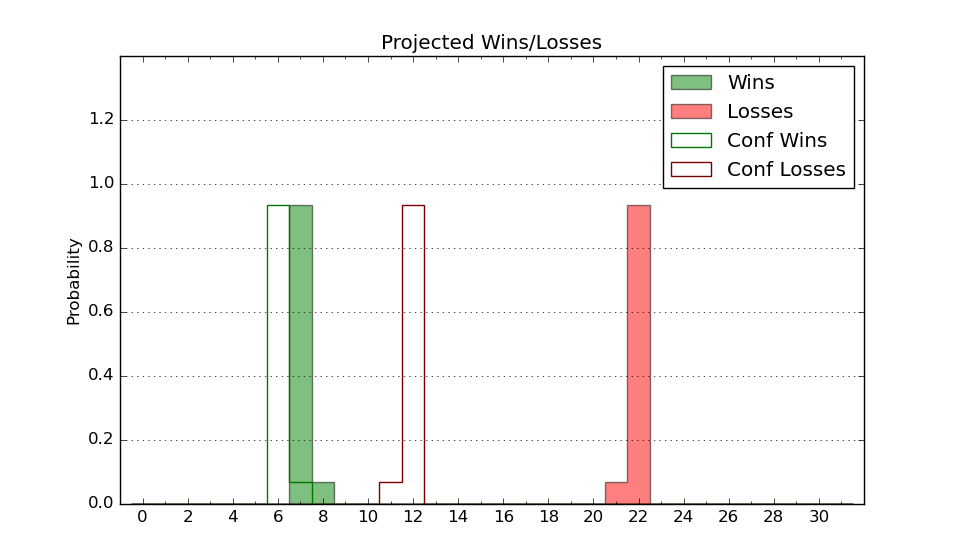 Projected Wins/Losses
Wins
Losses
Conf Wins
Conf Losses
Probability
1.2
1.0
0.8
0.6
0.4
0.2
0.0
0 2 4 6 8 10 12 14 16 18 20 22 24 26 28 30